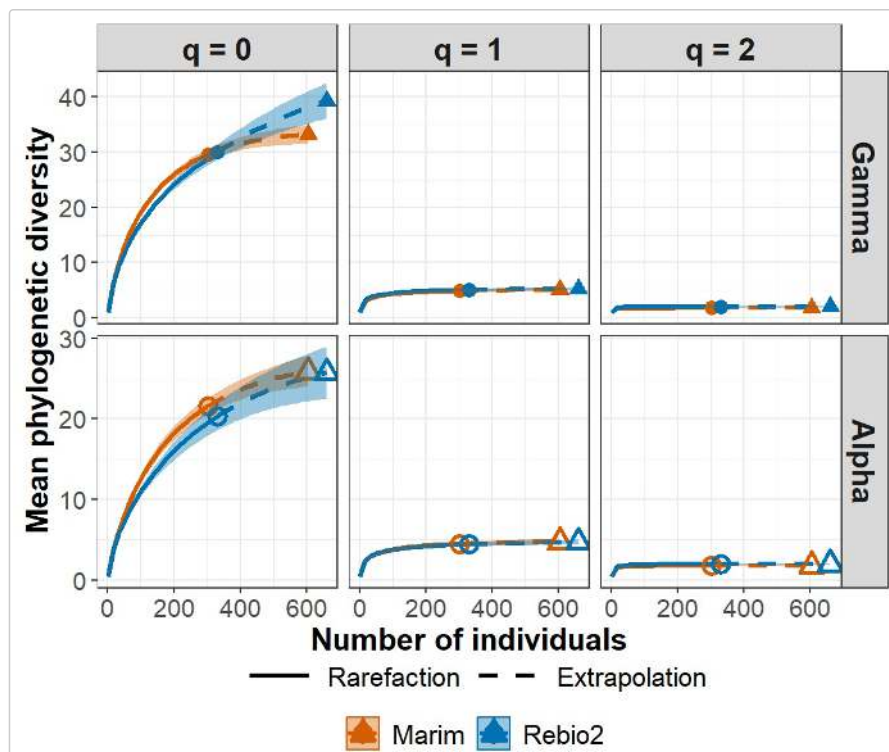 q = 0 q = 1 q = 2
40
30
20
10
0
Gamma
30
20
10
0
Alpha
Mean phylogenetic diversity
0 200 400 600 0 200 400 600 0 200 400 600
Number of individuals
Rarefaction Extrapolation
Marim Rebio2